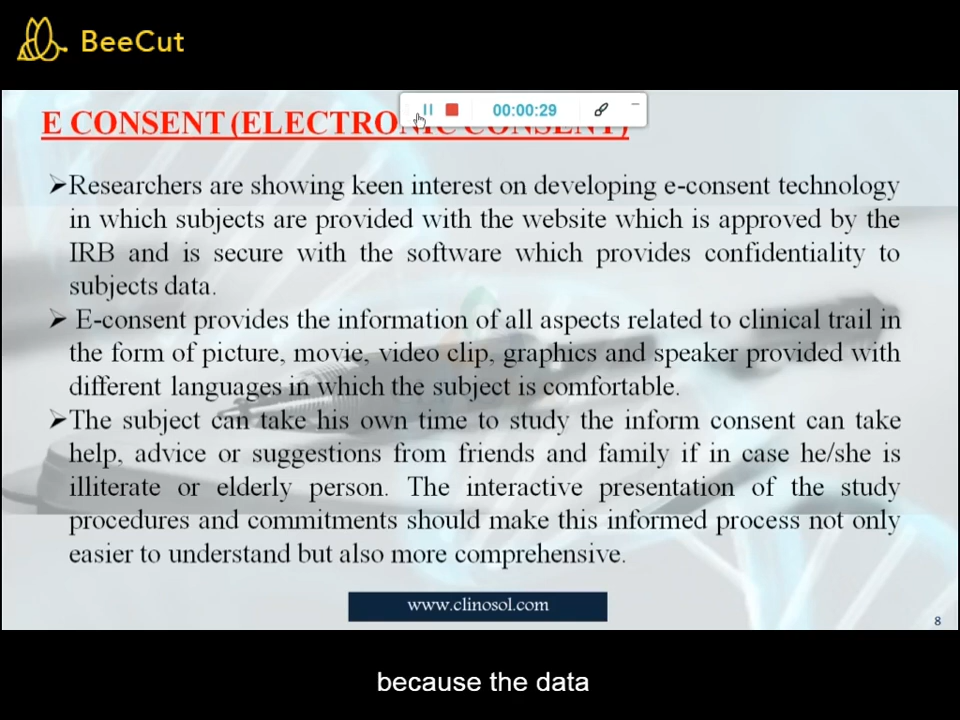 BeeCut
00:00:29
E CONSENT (ELECTRONIC CONSENT)
➢Researchers are showing keen interest on developing e-consent technology
in which subjects are provided with the website which is approved by the
IRB and is secure with the software which provides confidentiality to
subjects data.
➢ E-consent provides the information of all aspects related to clinical trail in
the form of picture, movie, video clip, graphics and speaker provided with
different languages in which the subject is comfortable.
➢The subject can take his own time to study the inform consent can take
help, advice or suggestions from friends and family if in case he/she is
illiterate or elderly person. The interactive presentation of the study
procedures and commitments should make this informed process not only
easier to understand but also more comprehensive.
www.clinosol.com
8
because the data